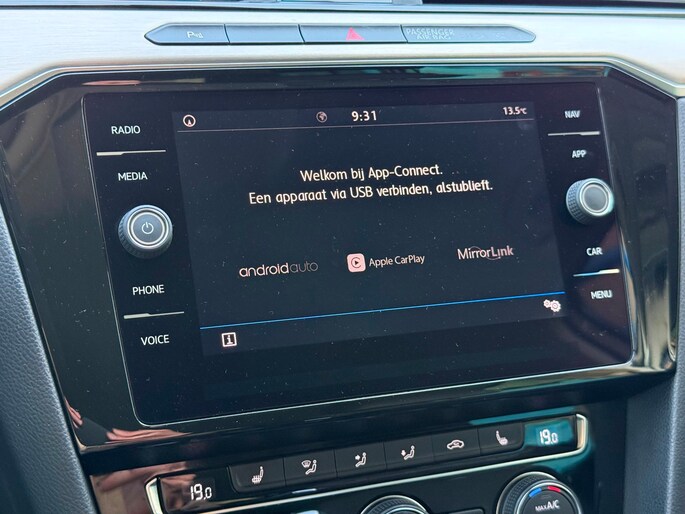 P
PASSENGER
AIR BAG
RADIO
MEDIA
PHONE
VOICE
9:31
13.5°C
Welkom bij App-Connect.
Een apparaat via USB verbinden, alstublieft.
androidauto
Apple CarPlay
MirrorLink
i
NAV
APP
CAR
MENU
19.0
19.0
MAX A/C